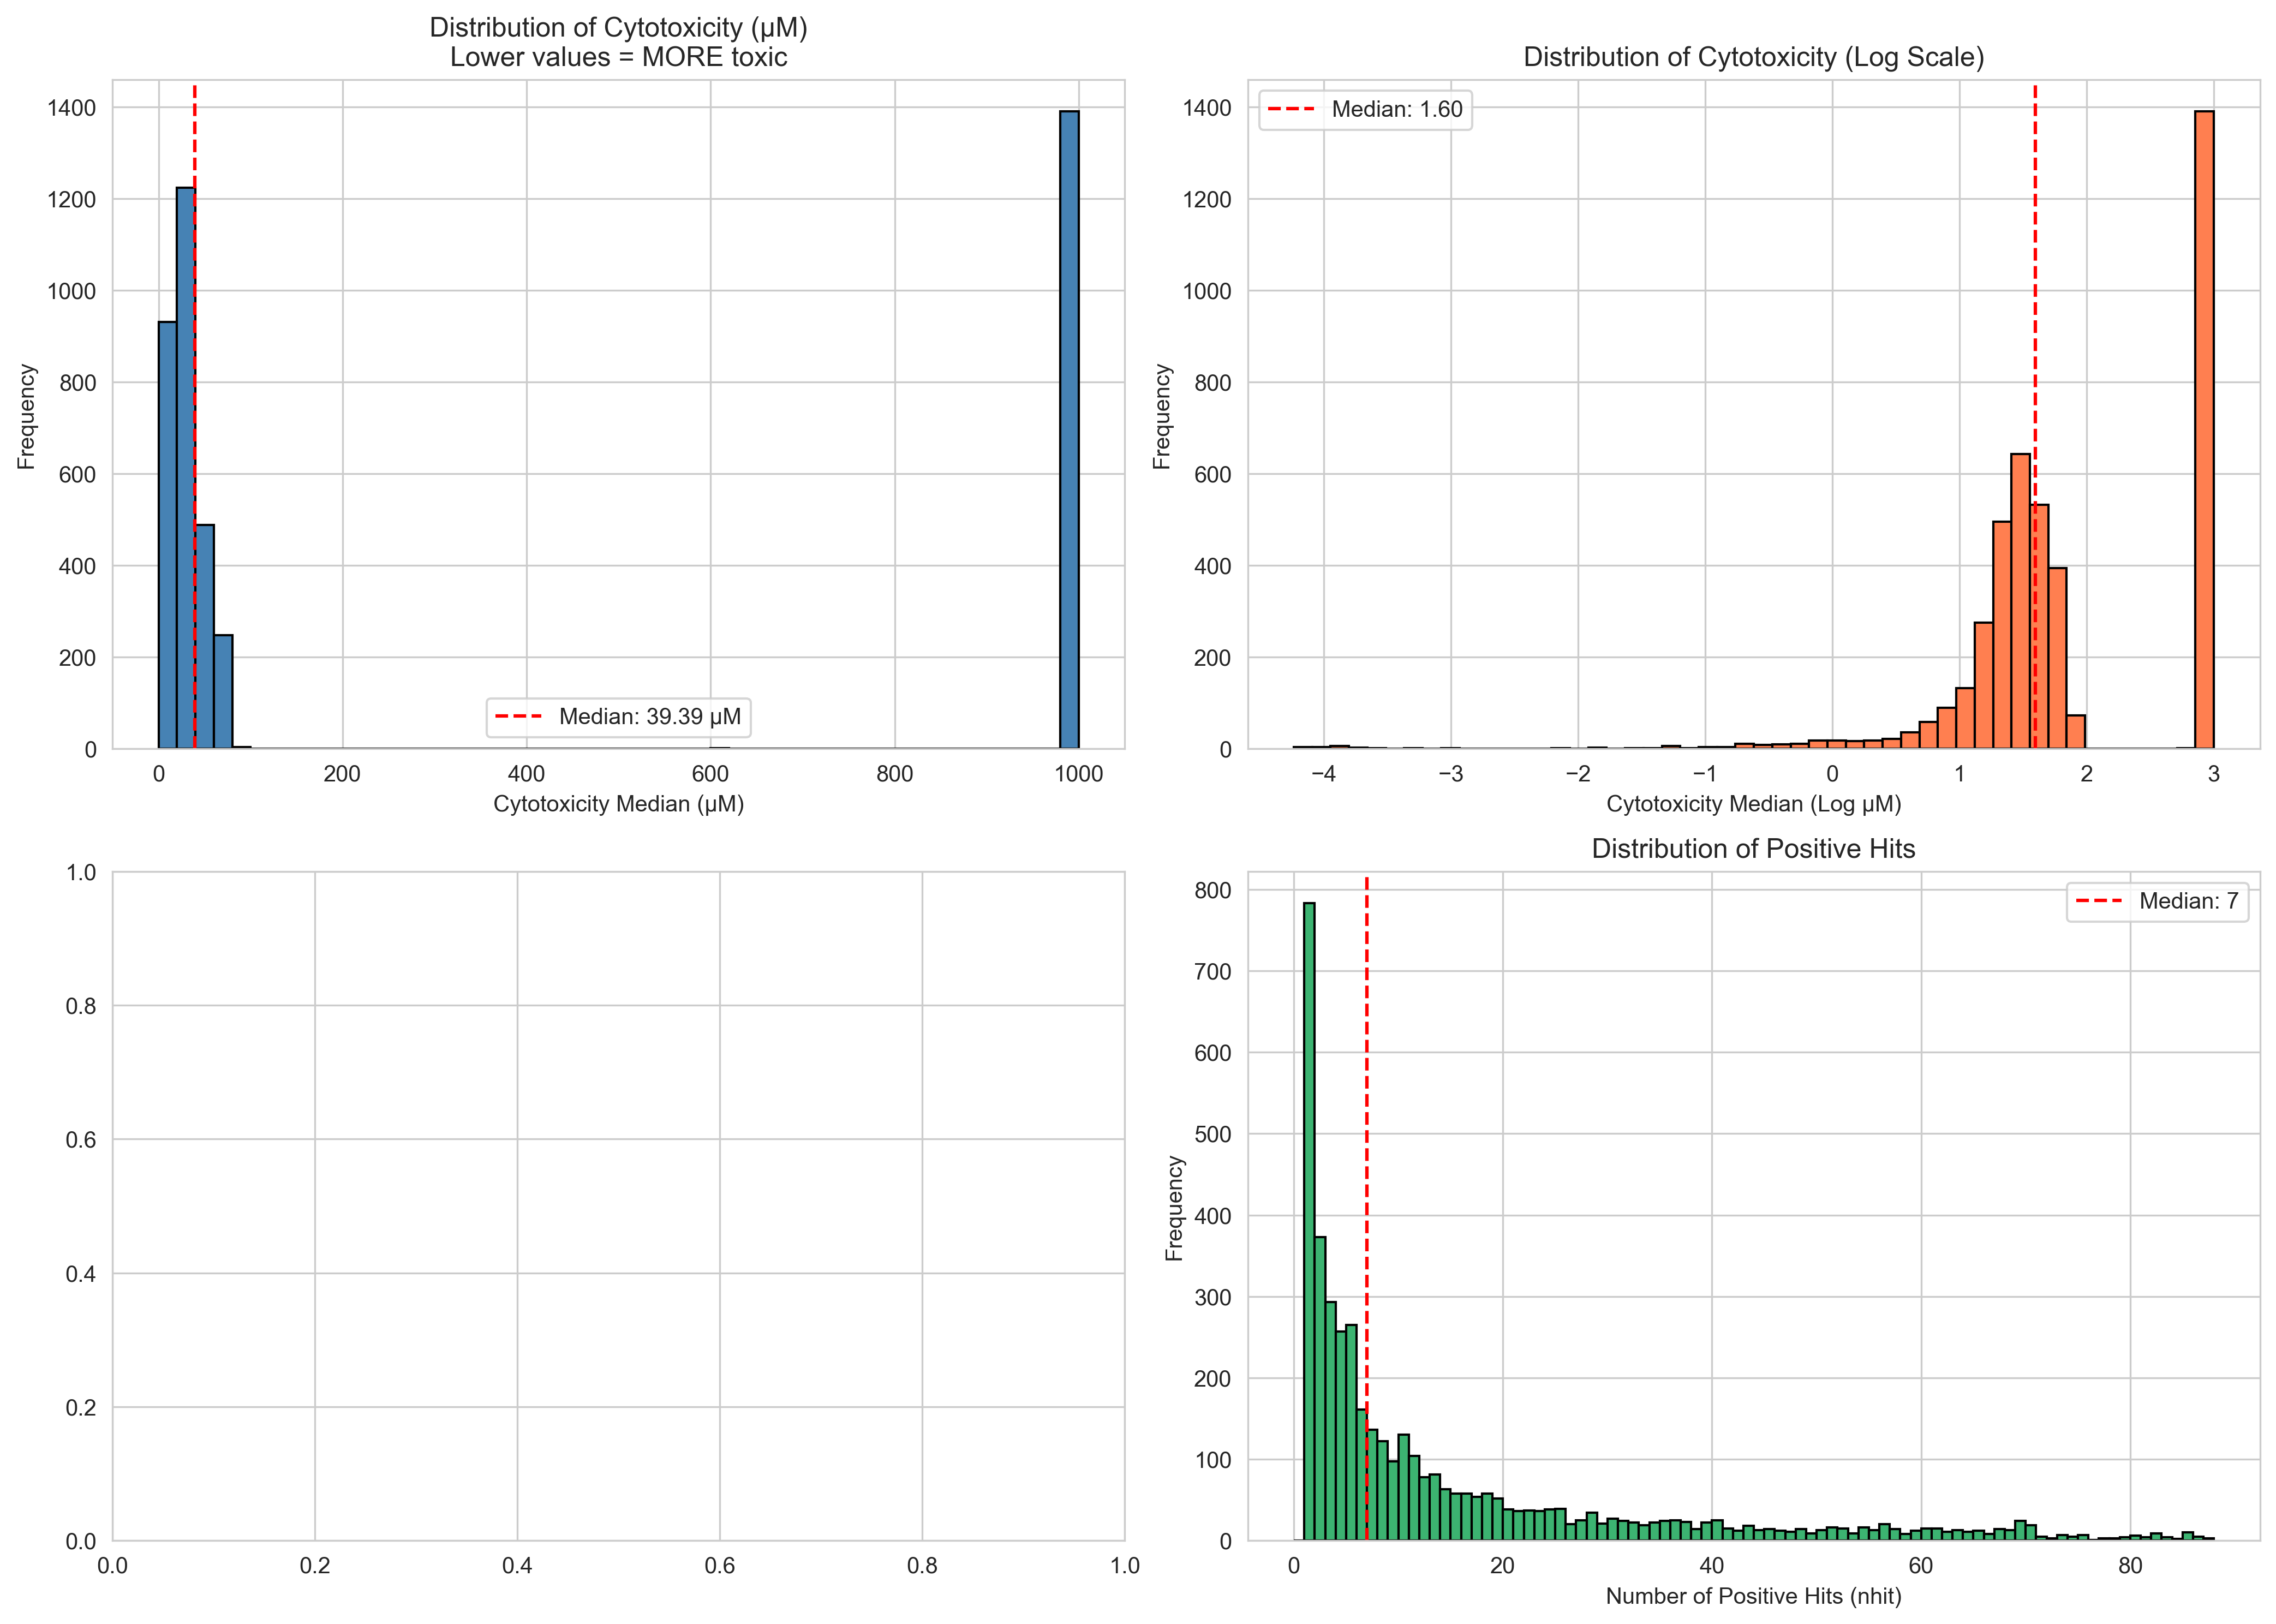 Distribution of Cytotoxicity (µM)
Lower values = MORE toxic
Frequency
1400
1200
1000
800
600
400
200
0
Median: 39.39 µM
0 200 400 600 800 1000
Cytotoxicity Median (µM)
Distribution of Cytotoxicity (Log Scale)
Median: 1.60
Frequency
1400
1200
1000
800
600
400
200
0
−4 −3 −2 −1 0 1 2 3
Cytotoxicity Median (Log µM)
1.0
0.8
0.6
0.4
0.2
0.0
0.0 0.2 0.4 0.6 0.8 1.0
Distribution of Positive Hits
Median: 7
Frequency
800
700
600
500
400
300
200
100
0
0 20 40 60 80
Number of Positive Hits (nhit)